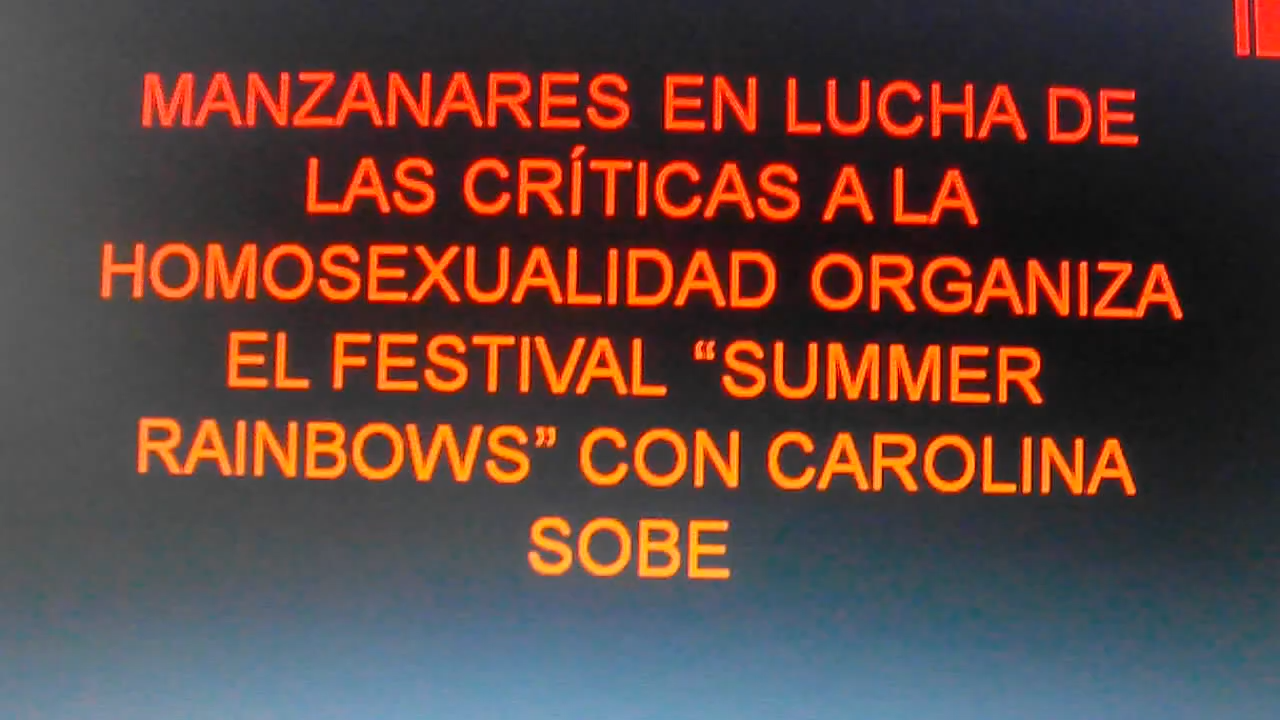 MANZANARES EN LUCHA DE
LAS CRÍTICAS A LA
HOMOSEXUALIDAD ORGANIZA
EL FESTIVAL “SUMMER
RAINBOWS” CON CAROLINA
SOBE